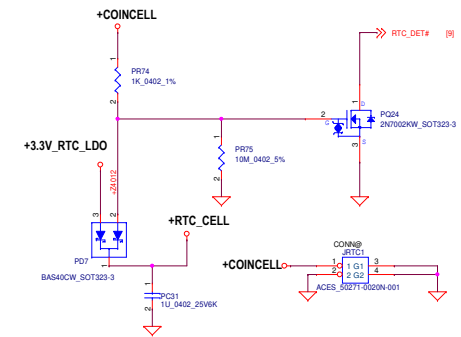 +COINCELL
RTC_DET# [9]
1
PR74
1K_0402_1%
2
1
D
2
G
PQ24
2N7002KW_SOT323-3
S
3
1
PR75
10M_0402_5%
2
+3.3V_RTC_LDO
+Z4012
3
2
PD7
BAS40CW_SOT323-3
1
+RTC_CELL
1
PC31
1U_0402_25V6K
2
CONN@
JRTC1
+COINCELL
1 1 G1 3
2 2 G2 4
ACES_50271-0020N-001